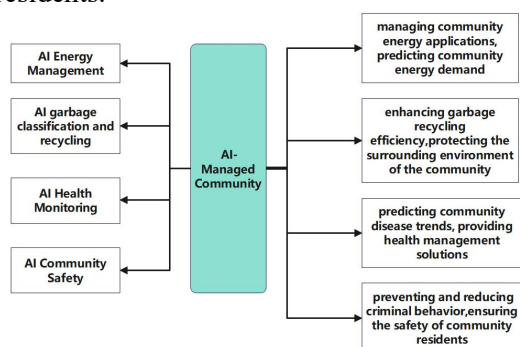 residents.
AI Energy
Management
AI garbage
classification and
recycling
AI Health
Monitoring
AI Community
Safety
AI-
Managed
Community
managing community
energy applications,
predicting community
energy demand
enhancing garbage
recycling
efficiency,protecting the
surrounding environment
of the community
predicting community
disease trends, providing
health management
solutions
preventing and reducing
criminal behavior,ensuring
the safety of community
residents